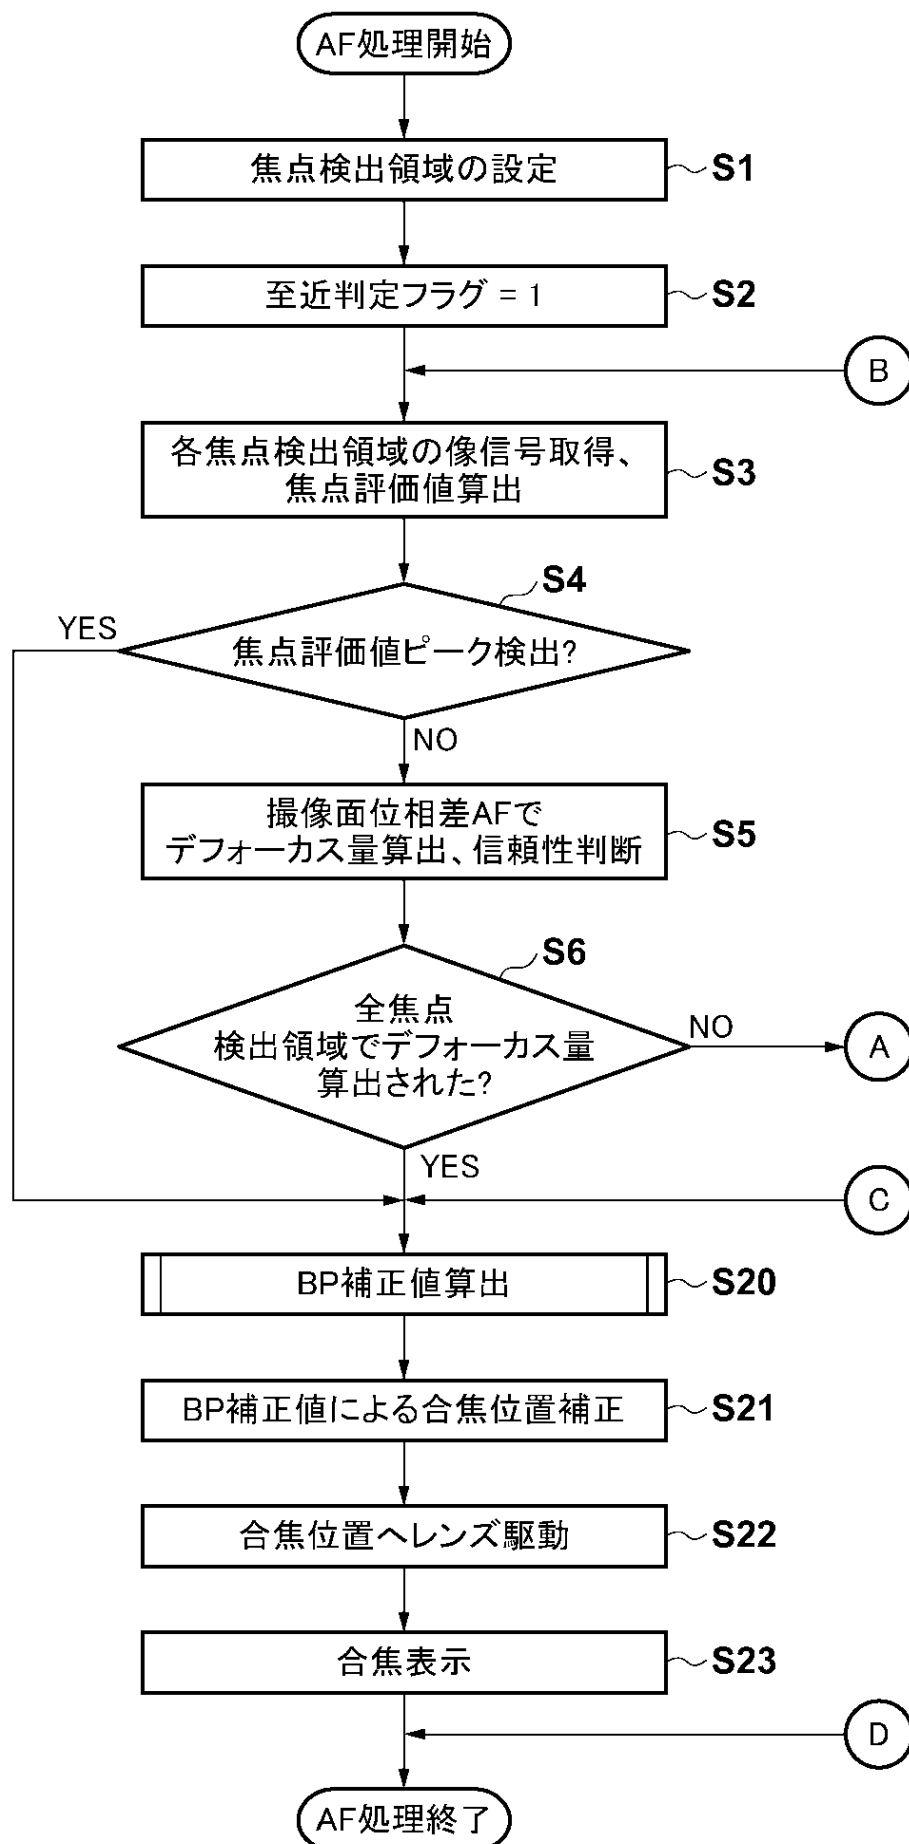 AF処理開始
焦点検出領域の設定
S1
至近判定フラグ = 1
S2
B
各焦点検出領域の像信号取得、
焦点評価値算出
S3
S4
YES
焦点評価値ピーク検出?
NO
撮像面位相差AFで
デフォーカス量算出、信頼性判断
S5
S6
全焦点
検出領域でデフォーカス量
算出された?
NO
A
YES
C
BP補正値算出
S20
BP補正値による合焦位置補正
S21
合焦位置へレンズ駆動
S22
合焦表示
S23
D
AF処理終了